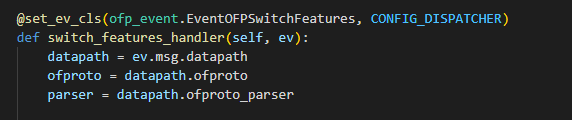 @set_ev_cls(ofp_event.EventOFPSwitchFeatures, CONFIG_DISPATCHER)
def switch_features_handler(self, ev):
    datapath = ev.msg.datapath
    ofproto = datapath.ofproto
    parser = datapath.ofproto_parser